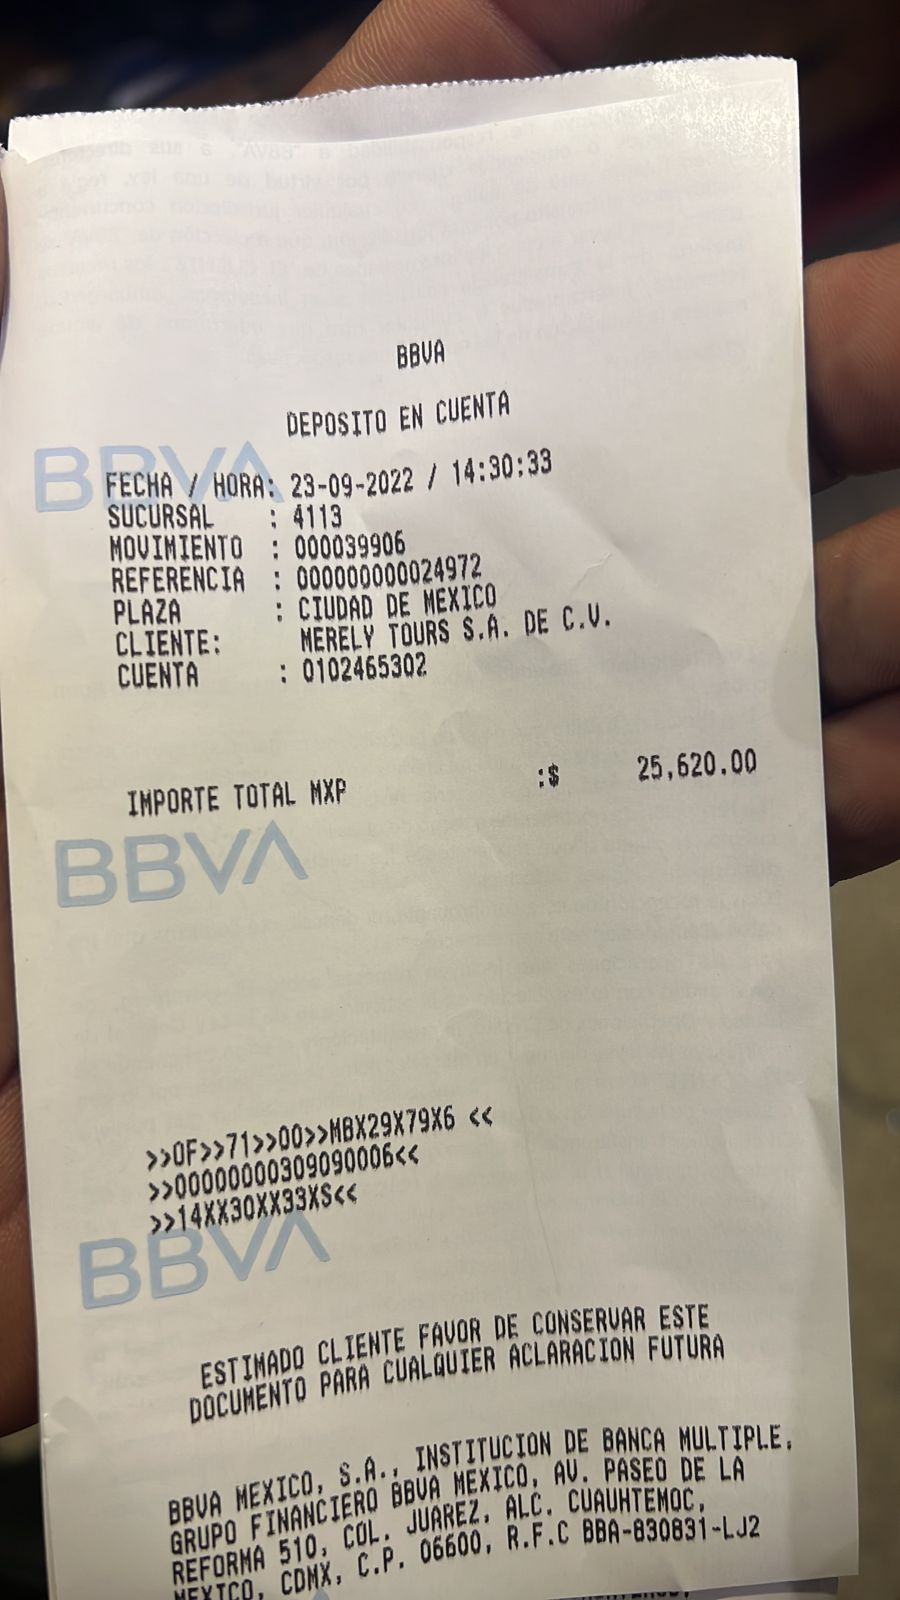 BBVA
DEPOSITO EN CUENTA
BBVA
FECHA / HORA: 23-09-2022 / 14:30:33
SUCURSAL : 4113
MOVIMIENTO : 000039906
REFERENCIA : 000000000024972
PLAZA : CIUDAD DE MEXICO
CLIENTE: MERELY TOURS S.A. DE C.V.
CUENTA : 0102465302
IMPORTE TOTAL MXP :$ 25,620.00
BBVA
>>0F>>71>>00>>MBX29X79X6 <<
>>00000000309090006<<
>>14XX30XX33XS<<
BBVA
ESTIMADO CLIENTE FAVOR DE CONSERVAR ESTE
DOCUMENTO PARA CUALQUIER ACLARACION FUTURA
BBVA MEXICO, S.A., INSTITUCION DE BANCA MULTIPLE,
GRUPO FINANCIERO BBVA MEXICO, AV. PASEO DE LA
REFORMA 510, COL. JUAREZ, ALC. CUAUHTEMOC,
MEXICO, CDMX, C.P. 06600, R.F.C BBA-830831-LJ2